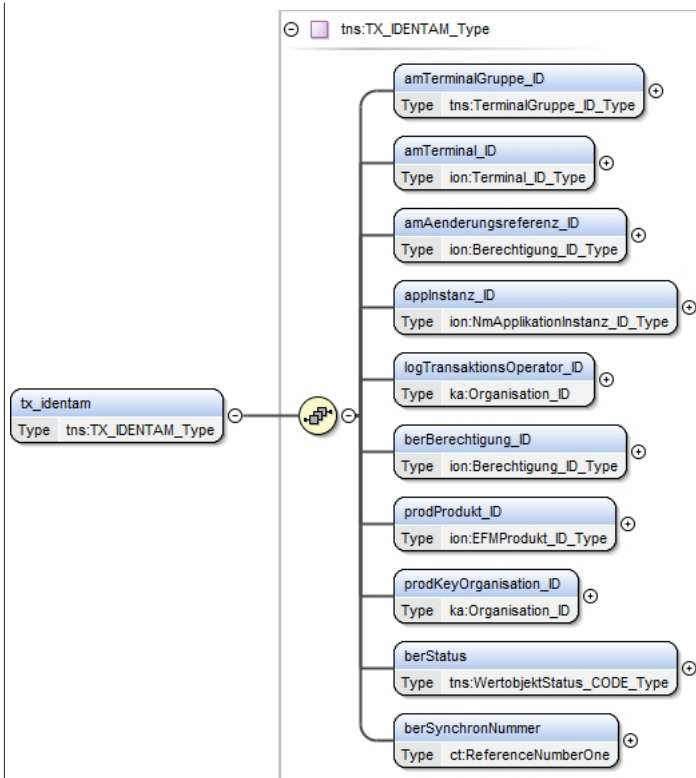 tns:TX_IDENTAM_Type
amTerminalGruppe_ID
Type tns:TerminalGruppe_ID_Type
amTerminal_ID
Type ion:Terminal_ID_Type
amAenderungsreferenz_ID
Type ion:Berechtigung_ID_Type
appInstanz_ID
Type ion:NmApplikationInstanz_ID_Type
logTransaktionsOperator_ID
Type ka:Organisation_ID
tx_identam
Type tns:TX_IDENTAM_Type
berBerechtigung_ID
Type ion:Berechtigung_ID_Type
prodProdukt_ID
Type ion:EFMProdukt_ID_Type
prodKeyOrganisation_ID
Type ka:Organisation_ID
berStatus
Type tns:WertobjektStatus_CODE_Type
berSynchronNummer
Type ct:ReferenceNumberOne